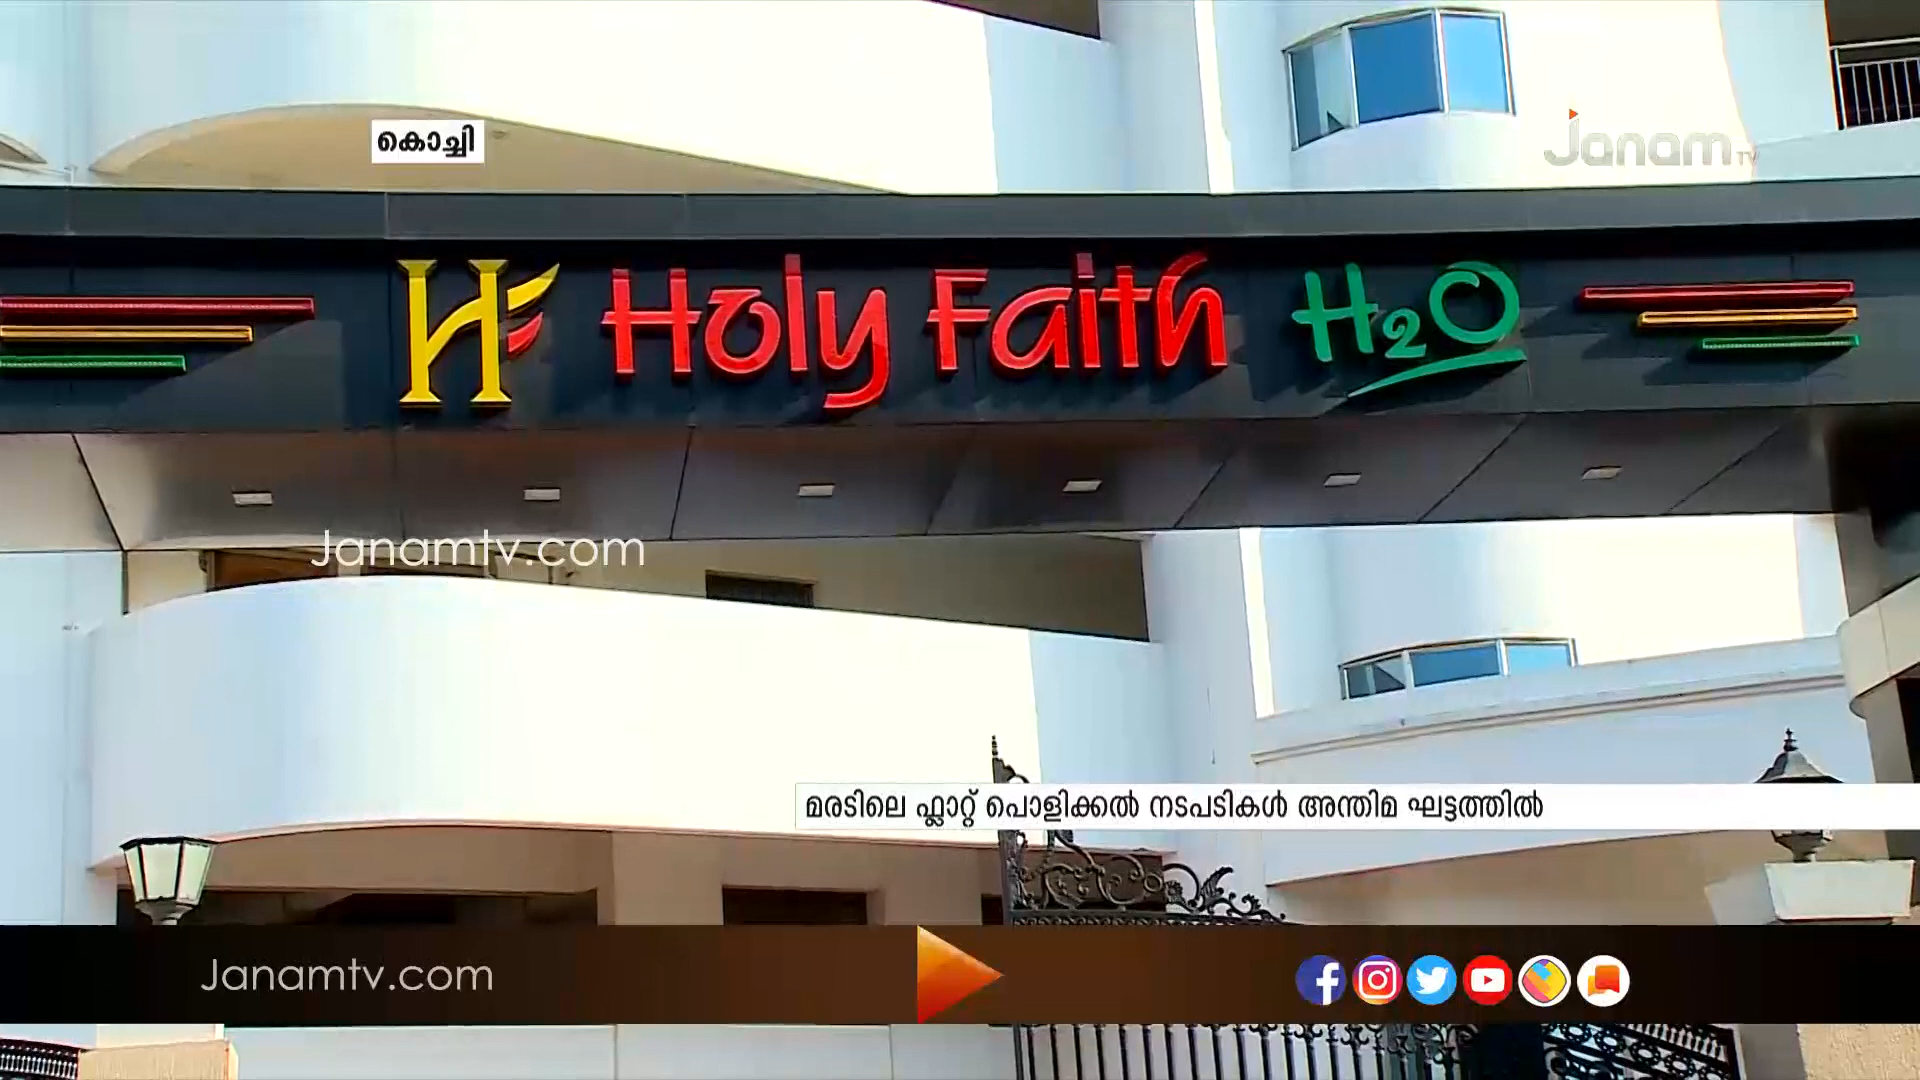 കൊച്ചി
Janam TV
HF Holy Faith H2O
Janamtv.com
മരടിലെ ഫ്ലാറ്റ് പൊളിക്കൽ നടപടികൾ അന്തിമ ഘട്ടത്തിൽ
Janamtv.com